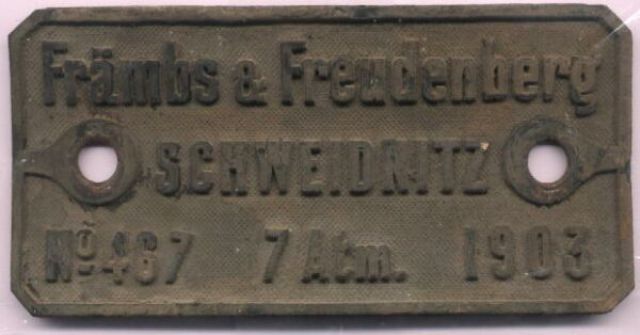 Främbs & Freudenberg
SCHWEIDNITZ
Nº 467 7 Atm. 1903